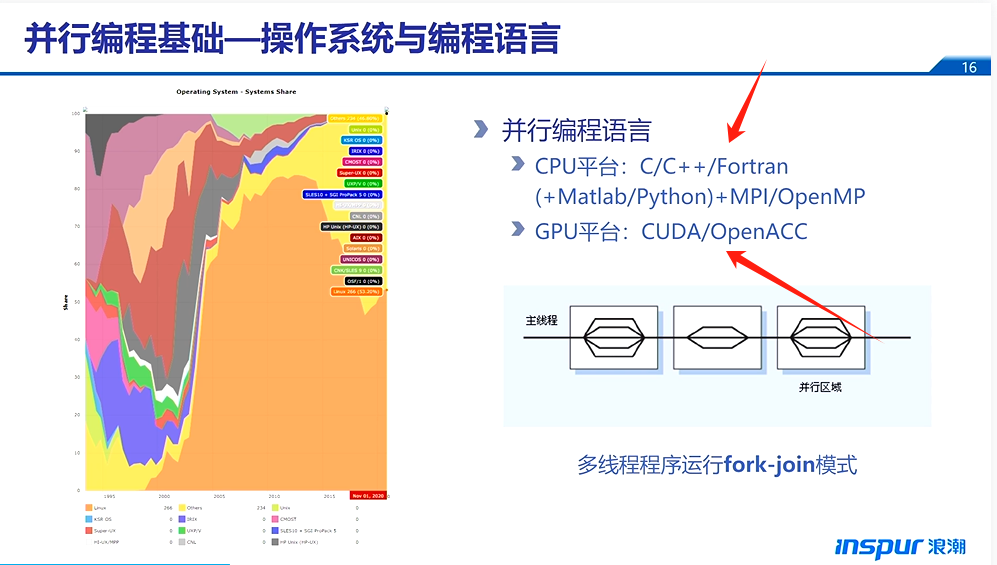 并行编程基础—操作系统与编程语言
16
Operating System - Systems Share
Share
100
90
80
70
60
50
40
30
20
10
0
Others 234 (46.80%)
Unix 0 (0%)
KSR OS 0 (0%)
IRIX 0 (0%)
CMOST 0 (0%)
Super-UX 0 (0%)
UXP/V 0 (0%)
SLES10 + SGI ProPack 5 0 (0%)
CNL 0 (0%)
HP Unix (HP-UX) 0 (0%)
AIX 0 (0%)
Solaris 0 (0%)
UNICOS 0 (0%)
CNK/SLES 9 0 (0%)
OSF/1 0 (0%)
Linux 266 (53.20%)
1995
2000
2005
2010
2015
Nov 01, 2020
Linux 266 Others 234 Unix 0
KSR OS 0 IRIX 0 CMOST 0
Super-UX 0 UXP/V 0 SLES10 + SGI ProPack 5 0
HI-UX/MPP 0 CNL 0 HP Unix (HP-UX) 0
并行编程语言
CPU平台：C/C++/Fortran
(+Matlab/Python)+MPI/OpenMP
GPU平台：CUDA/OpenACC
主线程
并行区域
多线程程序运行fork-join模式
inspur 浪潮